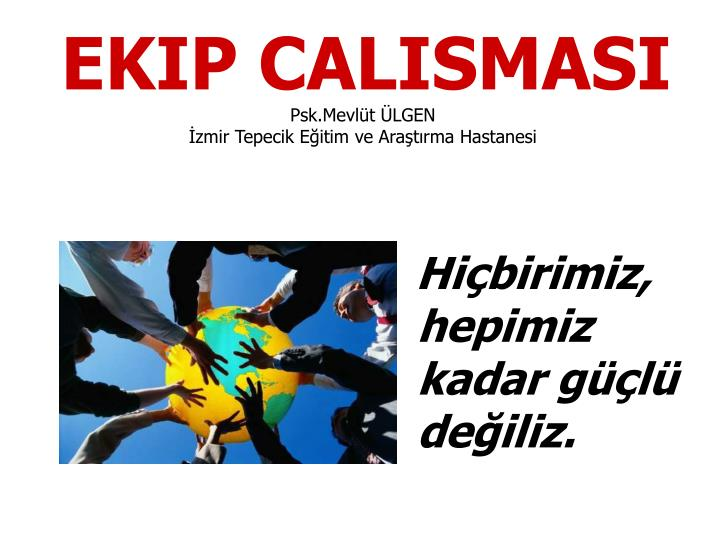 EKIP CALISMASI
Psk.Mevlüt ÜLGEN
İzmir Tepecik Eğitim ve Araştırma Hastanesi
Hiçbirimiz,
hepimiz
kadar güçlü
değiliz.